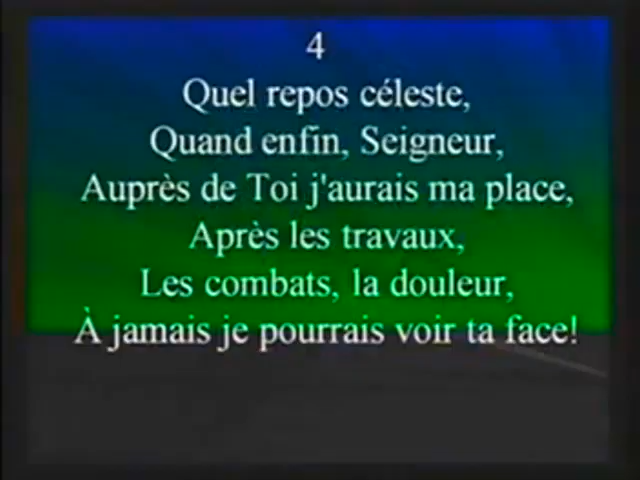 4
Quel repos céleste,
Quand enfin, Seigneur,
Auprès de Toi j'aurais ma place,
Après les travaux,
Les combats, la douleur,
À jamais je pourrais voir ta face!